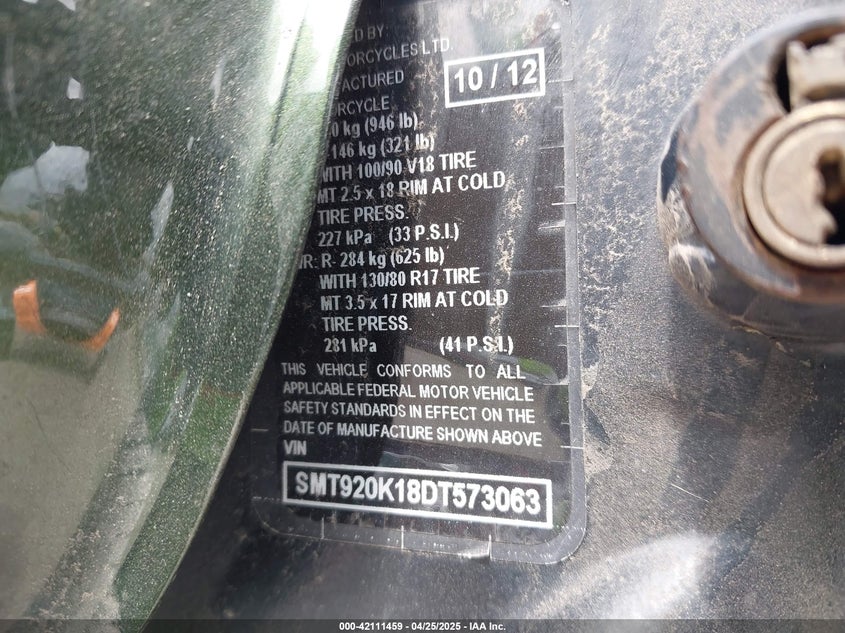 D BY:
ORCYCLES LTD.
ACTURED 10 / 12
RCYCLE
0 kg (946 lb)
146 kg (321 lb)
WITH 100/90 V18 TIRE
MT 2.5 x 18 RIM AT COLD
TIRE PRESS.
227 kPa (33 P.S.I.)
R: R- 284 kg (625 lb)
WITH 130/80 R17 TIRE
MT 3.5 x 17 RIM AT COLD
TIRE PRESS.
281 kPa (41 P.S.I.)
THIS VEHICLE CONFORMS TO ALL
APPLICABLE FEDERAL MOTOR VEHICLE
SAFETY STANDARDS IN EFFECT ON THE
DATE OF MANUFACTURE SHOWN ABOVE
VIN
SMT920K18DT573063
000-42111459 - 04/25/2025 - IAA Inc.